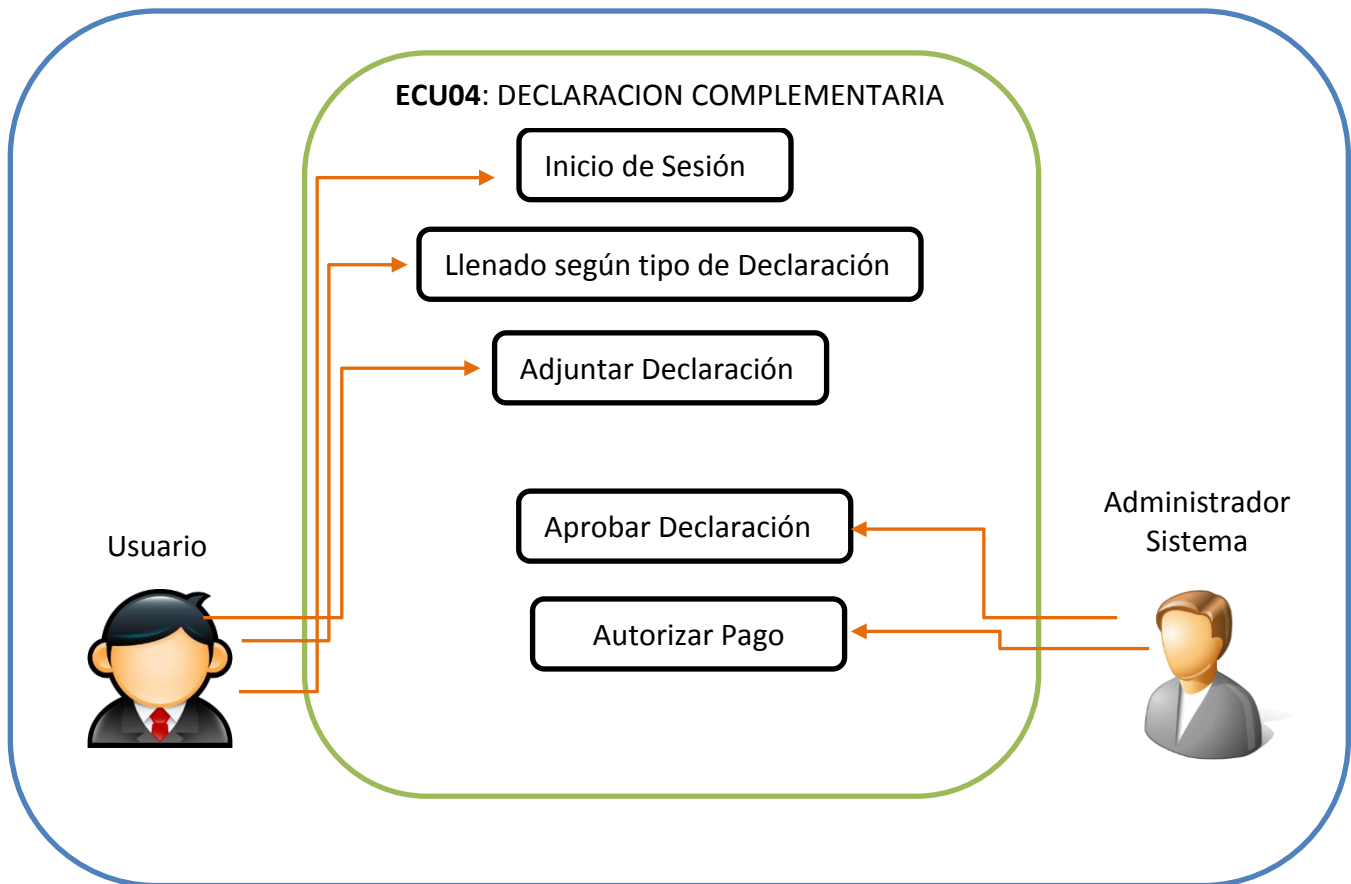 ECU04: DECLARACION COMPLEMENTARIA
Inicio de Sesión
Llenado según tipo de Declaración
Adjuntar Declaración
Aprobar Declaración
Autorizar Pago
Usuario
Administrador
Sistema